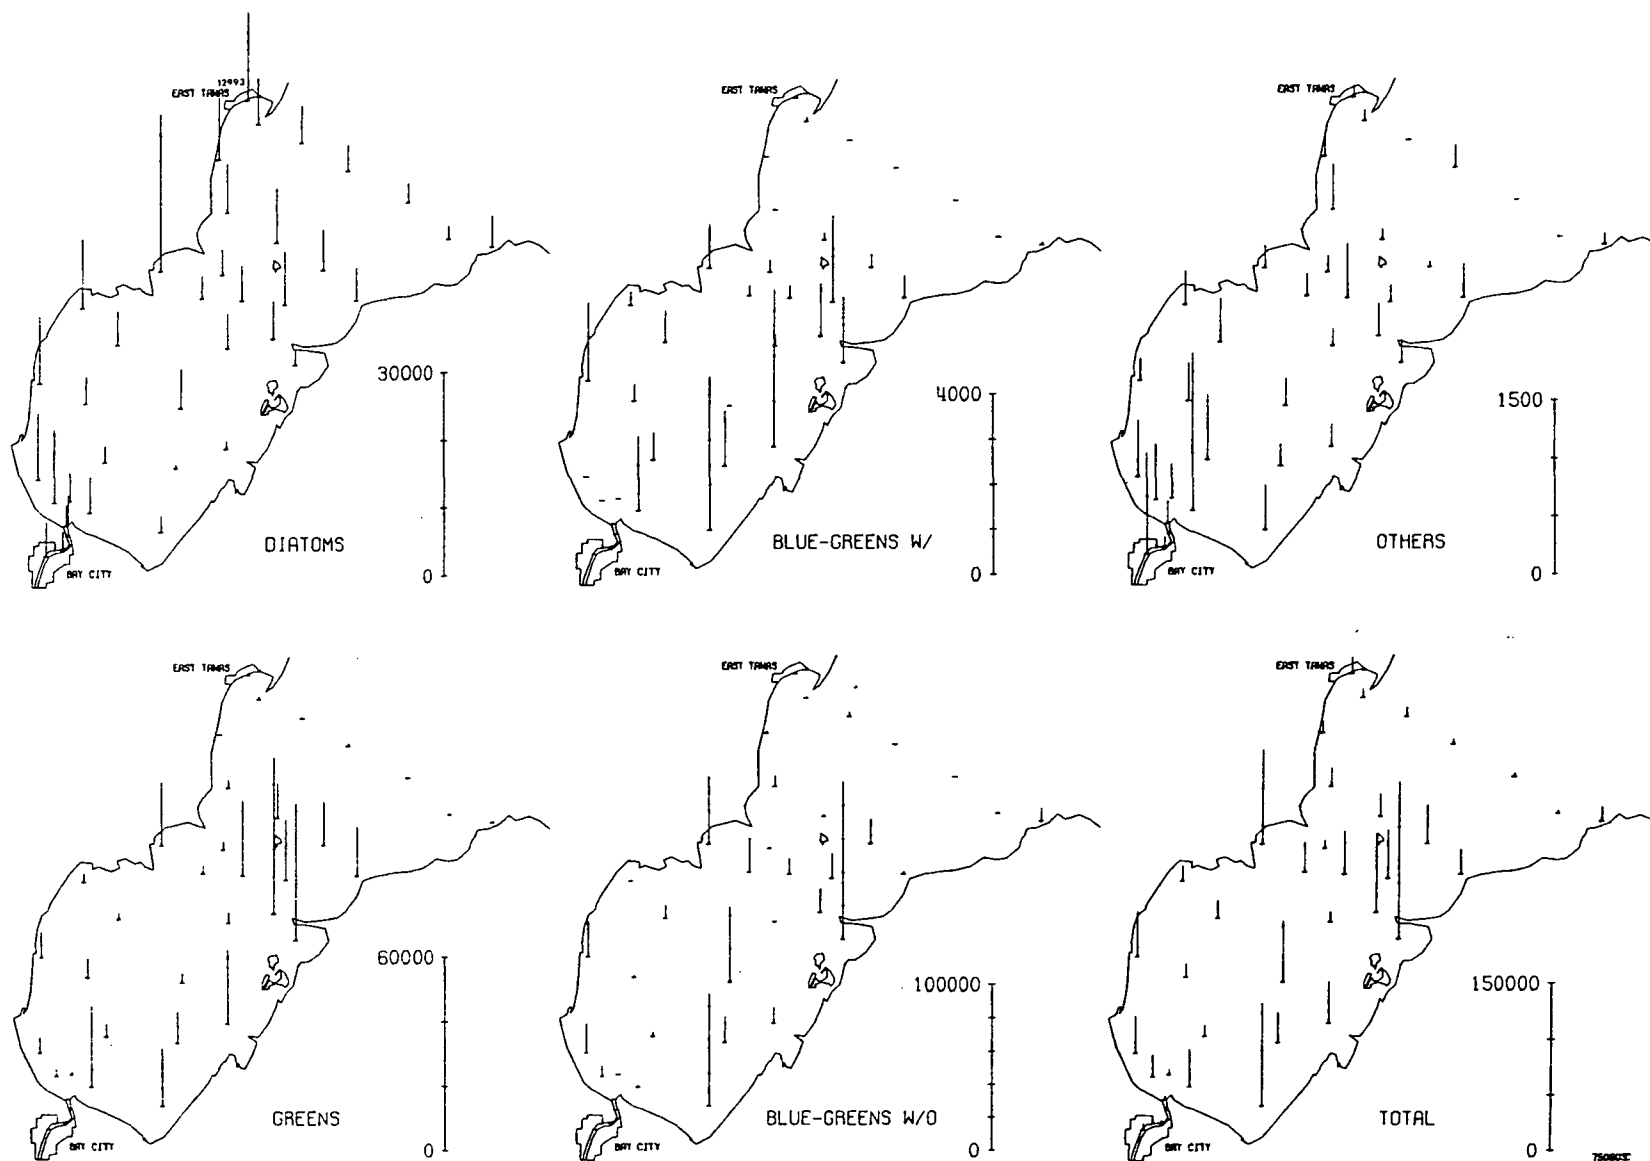 12993
EAST TAWAS
30000
0
DIATOMS
BAY CITY
EAST TAWAS
4000
0
BLUE-GREENS W/
BAY CITY
EAST TAWAS
1500
0
OTHERS
BAY CITY
EAST TAWAS
60000
0
GREENS
BAY CITY
EAST TAWAS
100000
0
BLUE-GREENS W/O
BAY CITY
EAST TAWAS
150000
0
TOTAL
BAY CITY